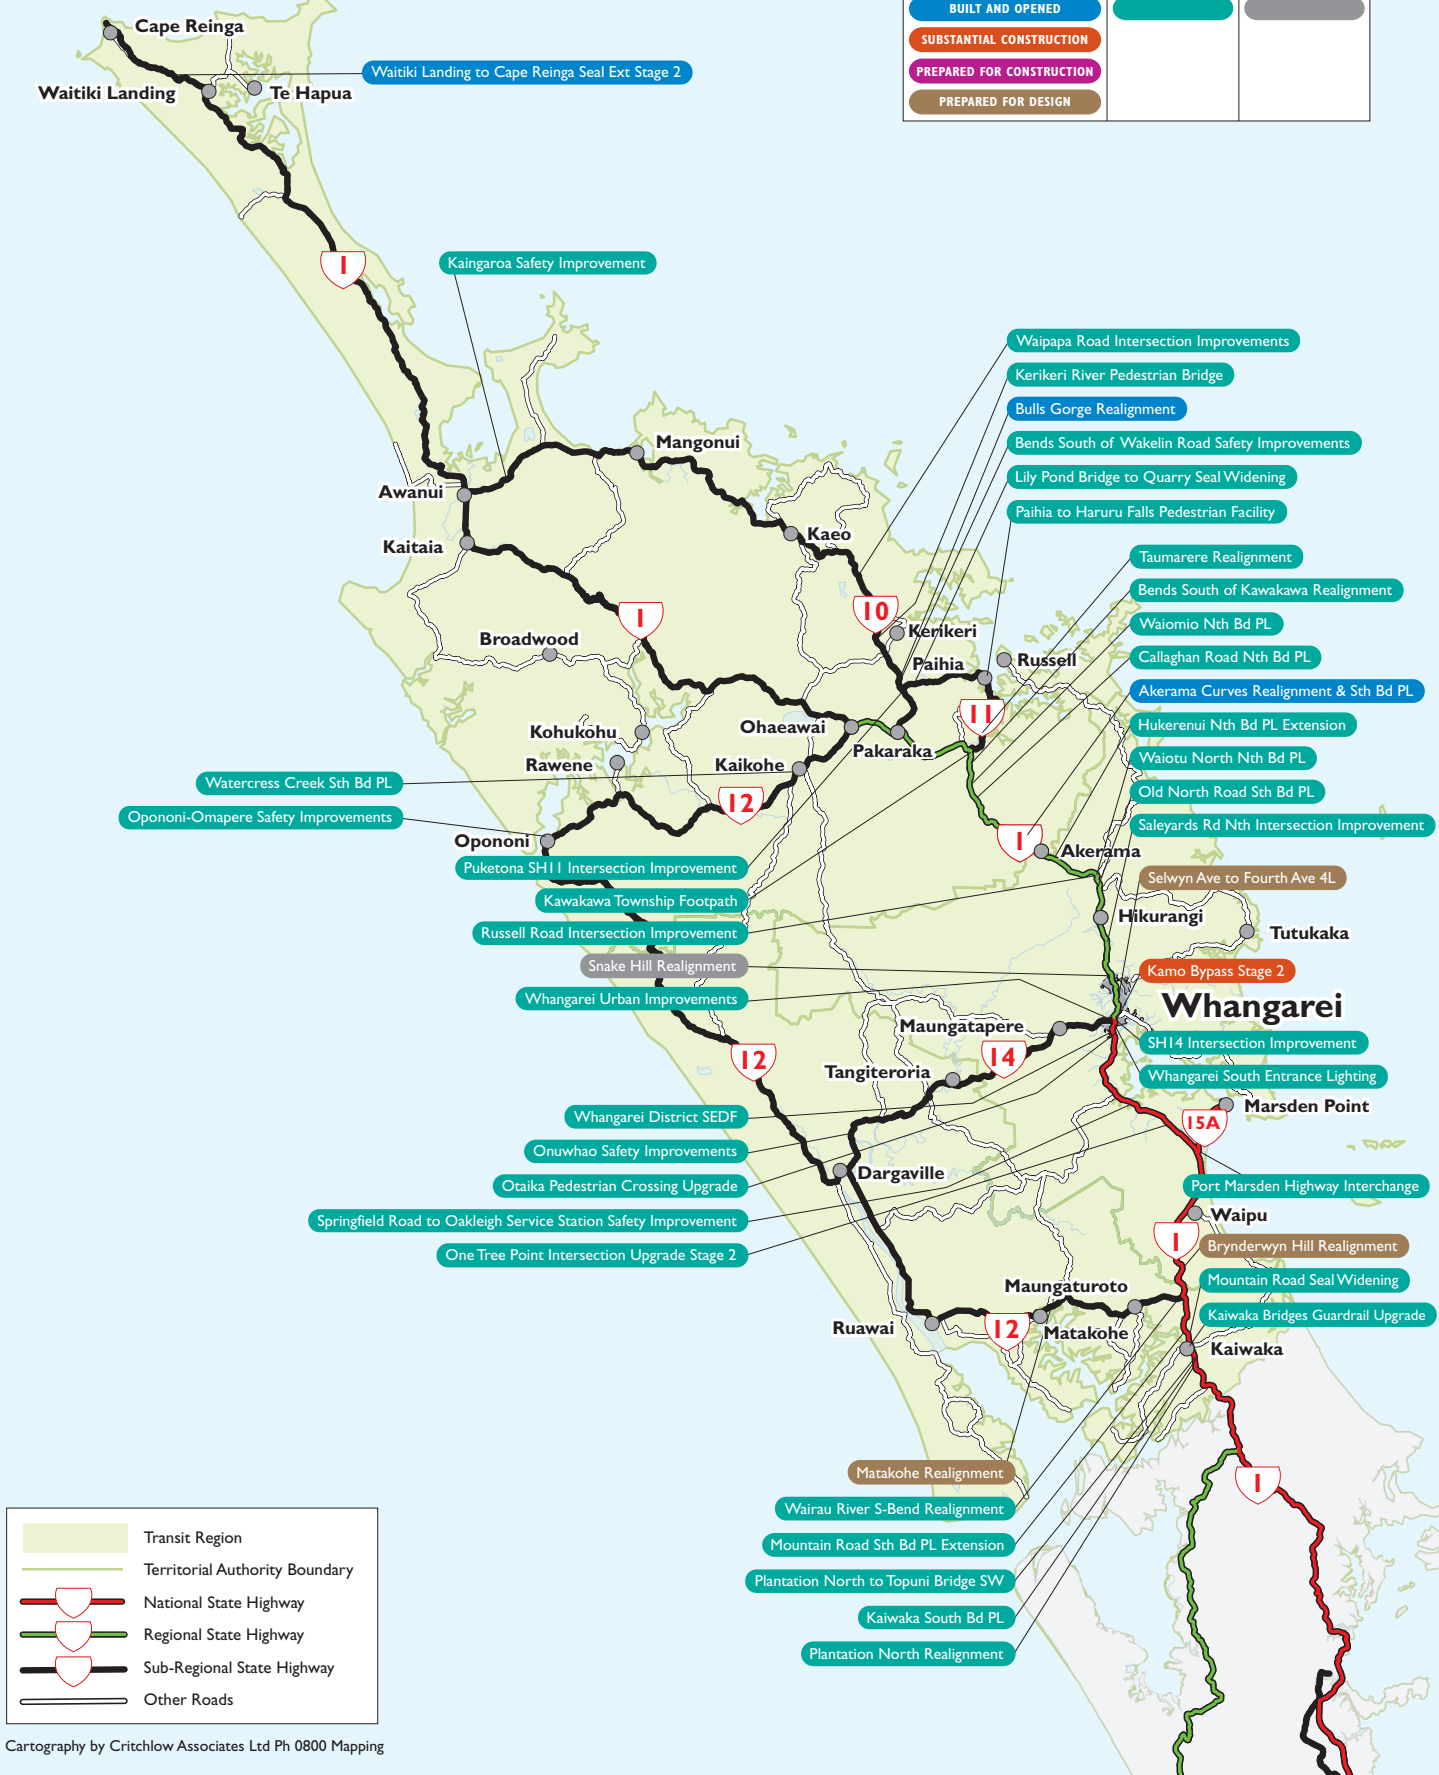 BUILT AND OPENED
SUBSTANTIAL CONSTRUCTION
PREPARED FOR CONSTRUCTION
PREPARED FOR DESIGN
Cape Reinga
Waitiki Landing to Cape Reinga Seal Ext Stage 2
Waitiki Landing
Te Hapua
1
Kaingaroa Safety Improvement
Waipapa Road Intersection Improvements
Kerikeri River Pedestrian Bridge
Bulls Gorge Realignment
Bends South of Wakelin Road Safety Improvements
Lily Pond Bridge to Quarry Seal Widening
Paihia to Haruru Falls Pedestrian Facility
Mangonui
Awanui
Kaeo
Kaitaia
Taumarere Realignment
Bends South of Kawakawa Realignment
Waiomio Nth Bd PL
Callaghan Road Nth Bd PL
Akerama Curves Realignment & Sth Bd PL
Hukerenui Nth Bd PL Extension
Waiotu North Nth Bd PL
Old North Road Sth Bd PL
Saleyards Rd Nth Intersection Improvement
1
10
Kerikeri
Broadwood
Paihia
Russell
11
Kohukohu
Ohaeawai
Pakaraka
Rawene
Kaikohe
12
Watercress Creek Sth Bd PL
Opononi-Omapere Safety Improvements
Opononi
1
Akerama
Puketona SH11 Intersection Improvement
Kawakawa Township Footpath
Russell Road Intersection Improvement
Snake Hill Realignment
Whangarei Urban Improvements
Selwyn Ave to Fourth Ave 4L
Hikurangi
Tutukaka
Kamo Bypass Stage 2
Whangarei
Maungatapere
SH14 Intersection Improvement
12
14
Tangiteroria
Whangarei South Entrance Lighting
Marsden Point
15A
Whangarei District SEDF
Onuwhao Safety Improvements
Otaika Pedestrian Crossing Upgrade
Springfield Road to Oakleigh Service Station Safety Improvement
One Tree Point Intersection Upgrade Stage 2
Dargaville
Port Marsden Highway Interchange
Waipu
1
Brynderwyn Hill Realignment
Mountain Road Seal Widening
Kaiwaka Bridges Guardrail Upgrade
Maungaturoto
Ruawai
12
Matakohe
Kaiwaka
Matakohe Realignment
Wairau River S-Bend Realignment
Mountain Road Sth Bd PL Extension
Plantation North to Topuni Bridge SW
Kaiwaka South Bd PL
Plantation North Realignment
1
Transit Region
Territorial Authority Boundary
National State Highway
Regional State Highway
Sub-Regional State Highway
Other Roads
Cartography by Critchlow Associates Ltd Ph 0800 Mapping